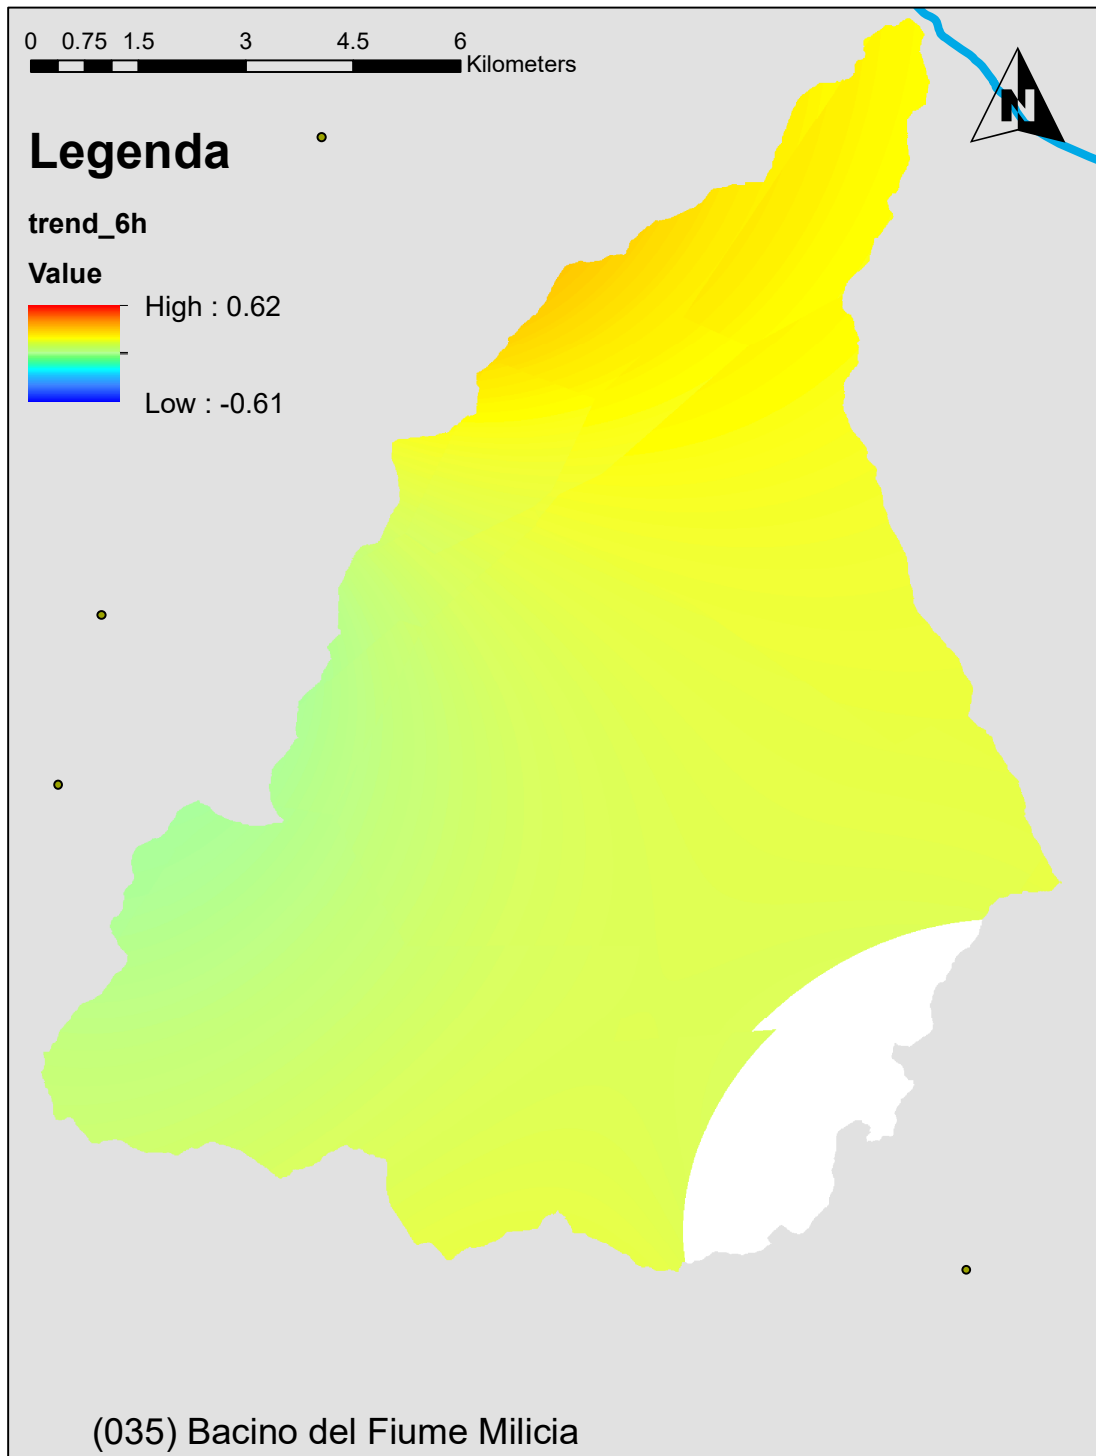 0 0.75 1.5 3 4.5 6
Kilometers
N
Legenda
trend_6h
Value
High : 0.62
Low : -0.61
(035) Bacino del Fiume Milicia